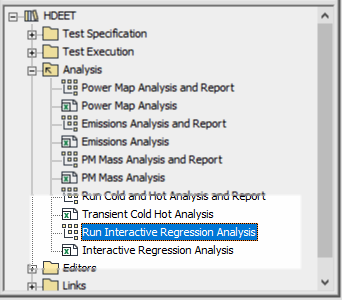 HDEET
Test Specification
Test Execution
Analysis
Power Map Analysis and Report
Power Map Analysis
Emissions Analysis and Report
Emissions Analysis
PM Mass Analysis and Report
PM Mass Analysis
Run Cold and Hot Analysis and Report
Transient Cold Hot Analysis
Run Interactive Regression Analysis
Interactive Regression Analysis
Editors
Links